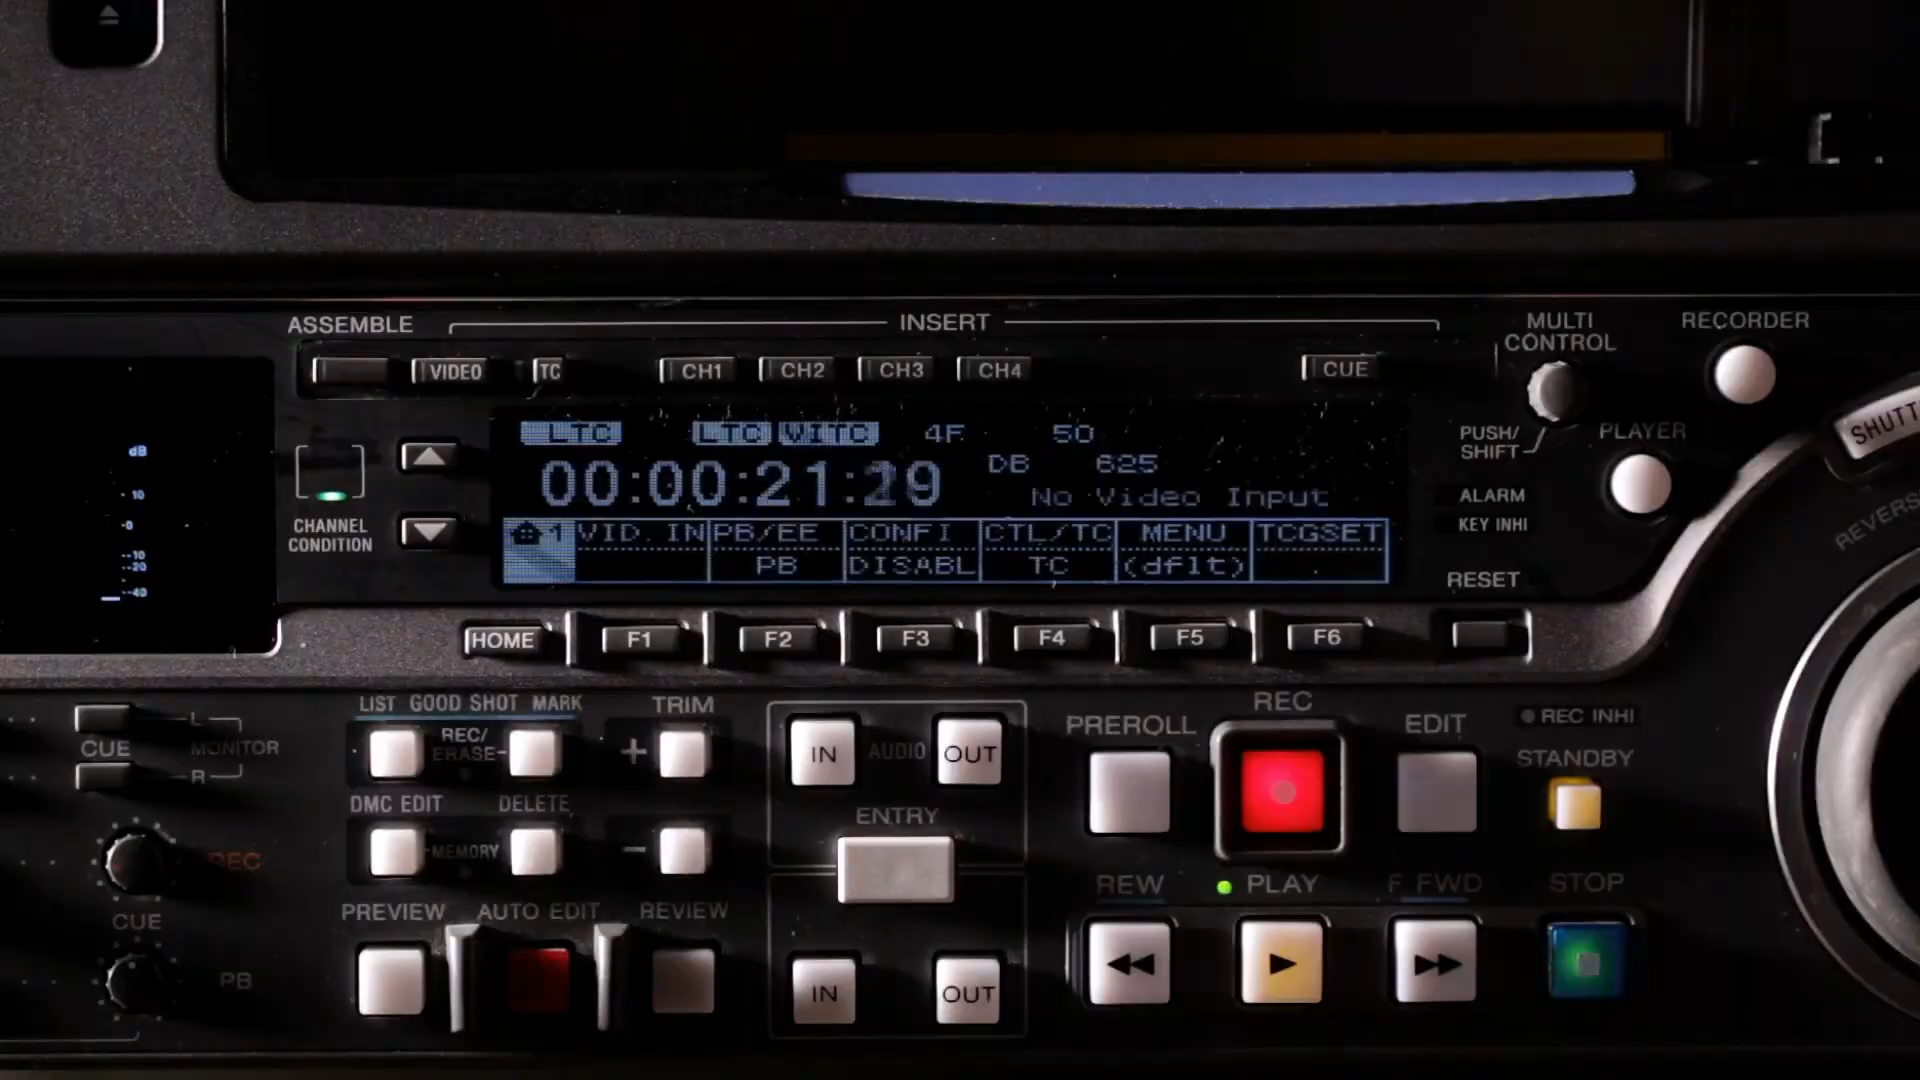 ASSEMBLE INSERT
VIDEO TC CH1 CH2 CH3 CH4 CUE
MULTI
CONTROL
RECORDER
PUSH/
SHIFT
PLAYER
SHUTT
REVERS
ALARM
KEY INHI
RESET
dB
10
-0
--10
--20
--40
CHANNEL
CONDITION
LTC LTC VITC 4F 50
00:00:21:29 DB 625
No Video Input
1 VID. IN PB/EE CONFI CTL/TC MENU TCGSET
PB DISABL TC (dflt)
HOME F1 F2 F3 F4 F5 F6
LIST GOOD SHOT MARK
REC/
ERASE
TRIM
+
DMC EDIT DELETE
MEMORY
-
PREVIEW AUTO EDIT REVIEW
L
CUE MONITOR
R
REC
CUE
PB
IN AUDIO OUT
ENTRY
IN OUT
PREROLL REC EDIT
REC INHI
STANDBY
REW PLAY F FWD STOP